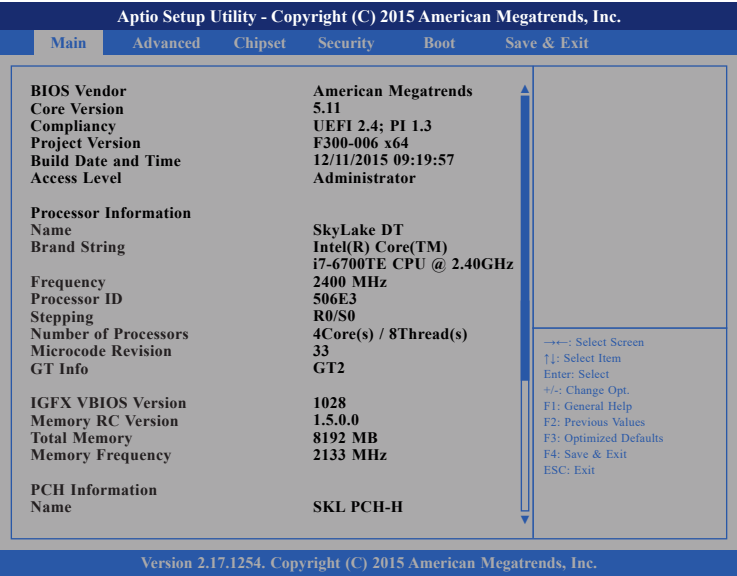 Aptio Setup Utility - Copyright (C) 2015 American Megatrends, Inc.
Main Advanced Chipset Security Boot Save & Exit
BIOS Vendor American Megatrends
Core Version 5.11
Compliancy UEFI 2.4; PI 1.3
Project Version F300-006 x64
Build Date and Time 12/11/2015 09:19:57
Access Level Administrator
Processor Information
Name SkyLake DT
Brand String Intel(R) Core(TM)
i7-6700TE CPU @ 2.40GHz
Frequency 2400 MHz
Processor ID 506E3
Stepping R0/S0
Number of Processors 4Core(s) / 8Thread(s)
Microcode Revision 33
GT Info GT2
IGFX VBIOS Version 1028
Memory RC Version 1.5.0.0
Total Memory 8192 MB
Memory Frequency 2133 MHz
PCH Information
Name SKL PCH-H
→←: Select Screen
↑↓: Select Item
Enter: Select
+/-: Change Opt.
F1: General Help
F2: Previous Values
F3: Optimized Defaults
F4: Save & Exit
ESC: Exit
Version 2.17.1254. Copyright (C) 2015 American Megatrends, Inc.